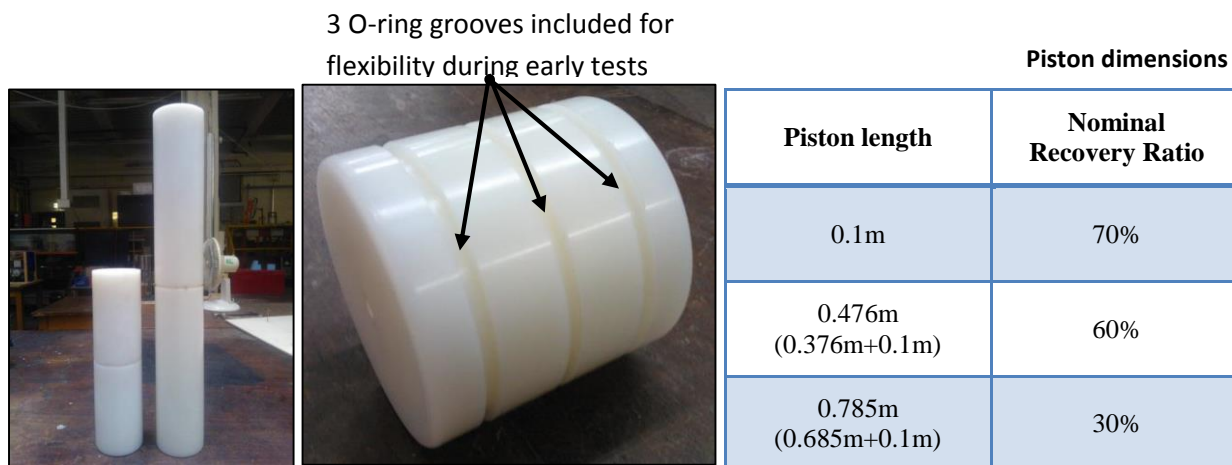 3 O-ring grooves included for
flexibility during early tests
Piston dimensions
Piston length
Nominal
Recovery Ratio
0.1m
70%
0.476m
(0.376m+0.1m)
60%
0.785m
(0.685m+0.1m)
30%